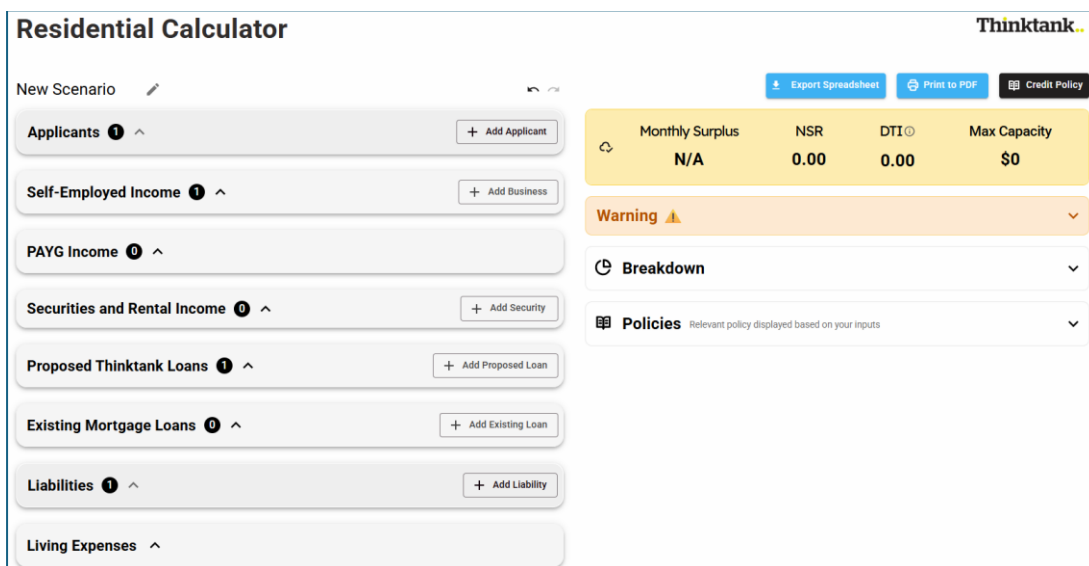 Residential Calculator
Thinktank..
New Scenario
Export Spreadsheet
Print to PDF
Credit Policy
Applicants 1
+ Add Applicant
Self-Employed Income 1
+ Add Business
PAYG Income 0
Securities and Rental Income 0
+ Add Security
Proposed Thinktank Loans 1
+ Add Proposed Loan
Existing Mortgage Loans 0
+ Add Existing Loan
Liabilities 1
+ Add Liability
Living Expenses
Monthly Surplus NSR DTI Max Capacity
N/A 0.00 0.00 $0
Warning
Breakdown
Policies Relevant policy displayed based on your inputs